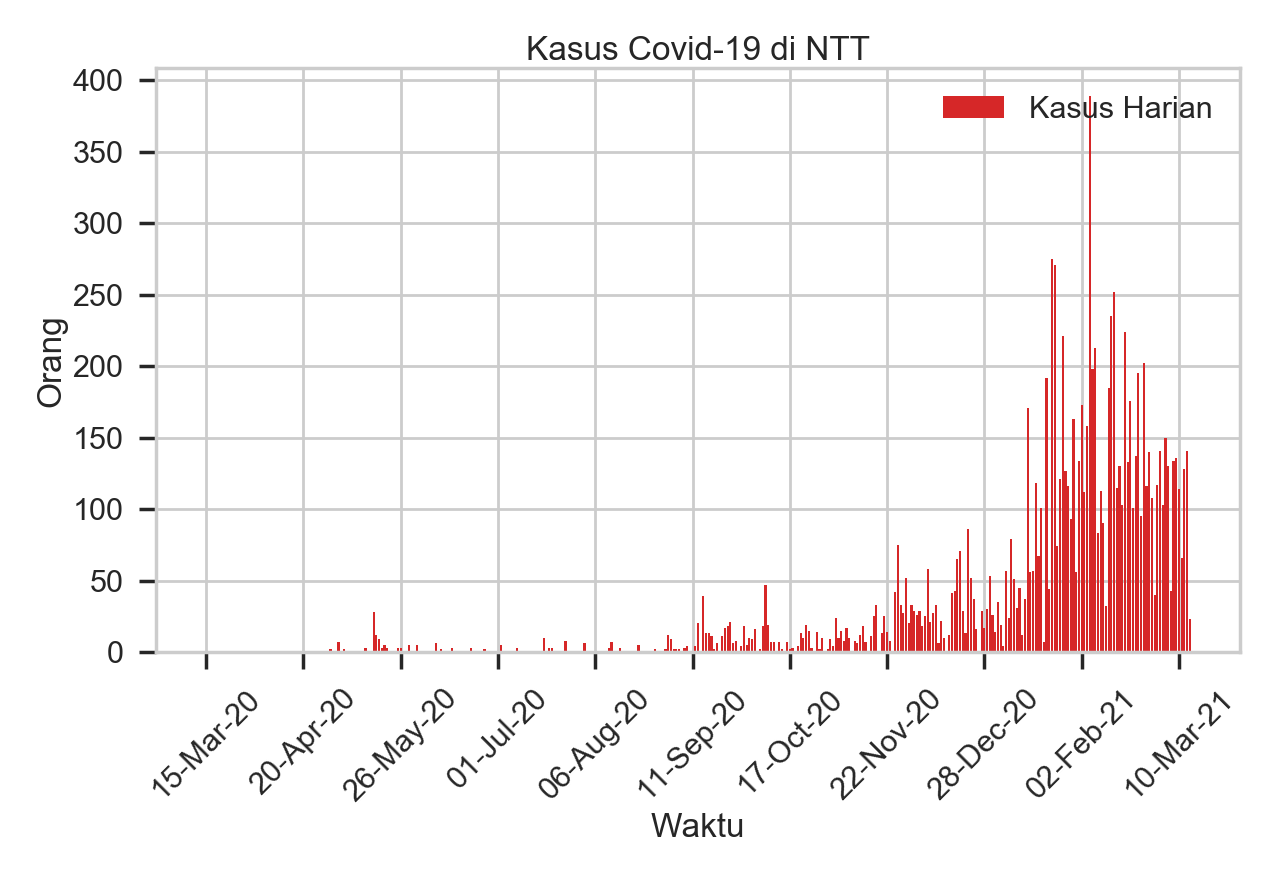 Kasus Covid-19 di NTT
Kasus Harian
400
350
300
250
200
150
100
50
0
Orang
15-Mar-20
20-Apr-20
26-May-20
01-Jul-20
06-Aug-20
11-Sep-20
17-Oct-20
22-Nov-20
28-Dec-20
02-Feb-21
10-Mar-21
Waktu